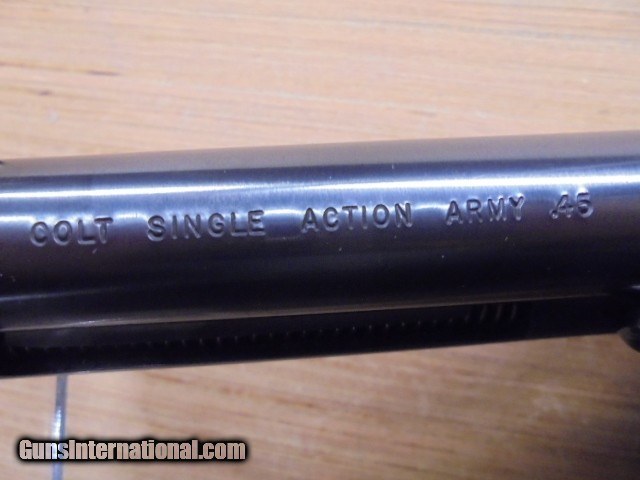 COLT SINGLE ACTION ARMY .45
GunsInternational.com